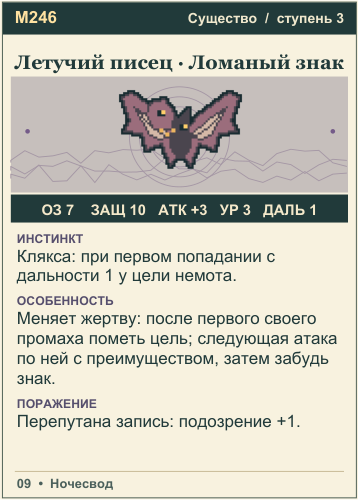 M246
Существо / ступень 3
Летучий писец · Ломаный знак
ОЗ 7 ЗАЩ 10 АТК +3 УР 3 ДАЛЬ 1
ИНСТИНКТ
Клякса: при первом попадании с
дальности 1 у цели немота.
ОСОБЕННОСТЬ
Меняет жертву: после первого своего
промаха пометь цель; следующая атака
по ней с преимуществом, затем забудь
знак.
ПОРАЖЕНИЕ
Перепутана запись: подозрение +1.
09 • Ночесвод